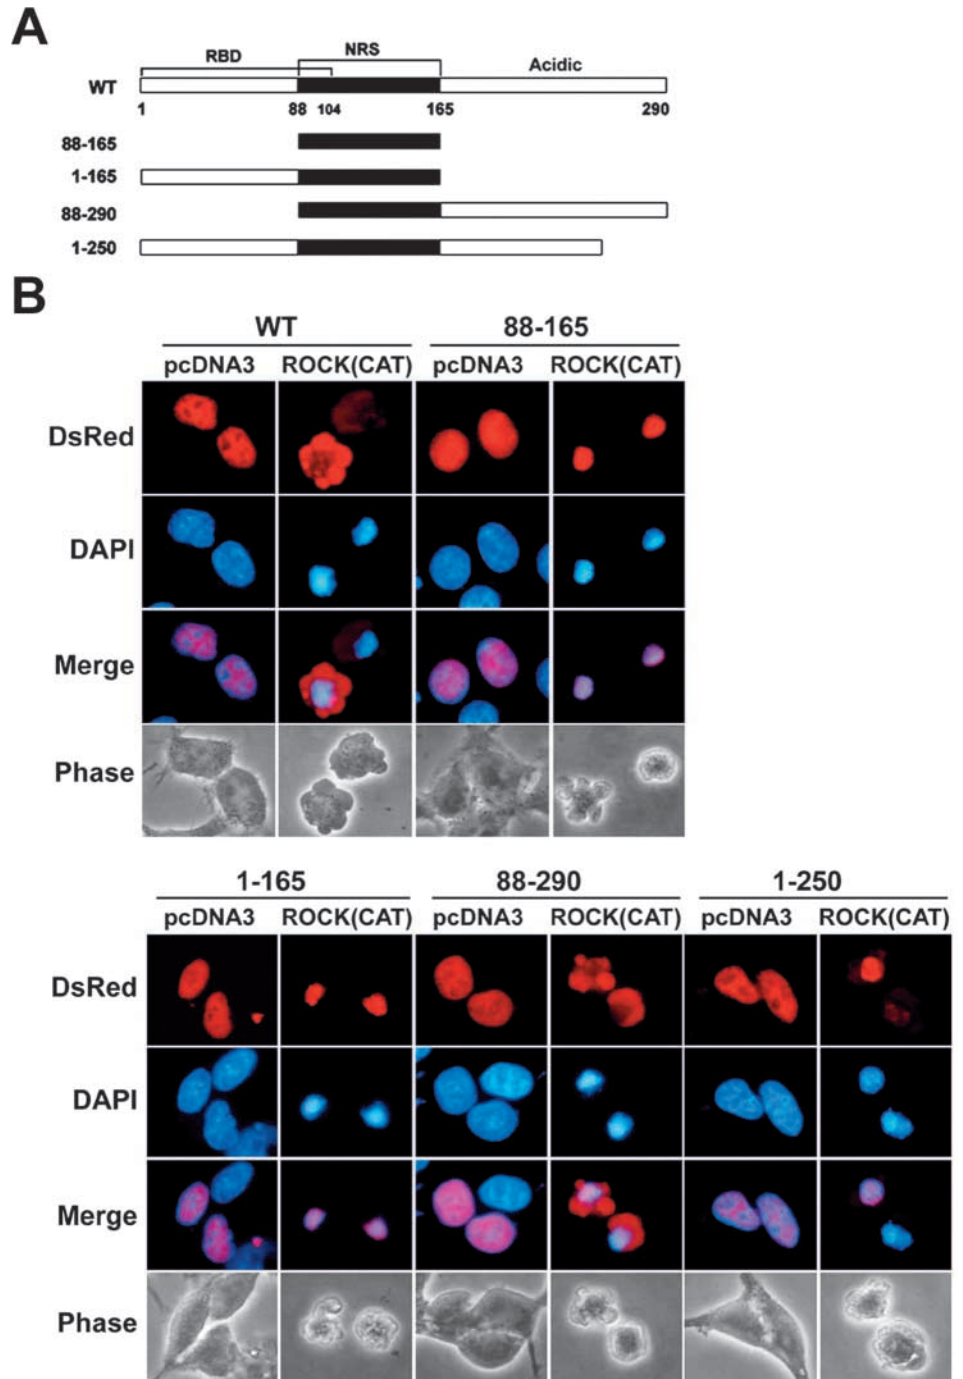 A
RBD NRS Acidic
WT
1 88 104 165 290
88-165
1-165
88-290
1-250
B
WT 88-165
pcDNA3 ROCK(CAT) pcDNA3 ROCK(CAT)
DsRed
DAPI
Merge
Phase
1-165 88-290 1-250
pcDNA3 ROCK(CAT) pcDNA3 ROCK(CAT) pcDNA3 ROCK(CAT)
DsRed
DAPI
Merge
Phase